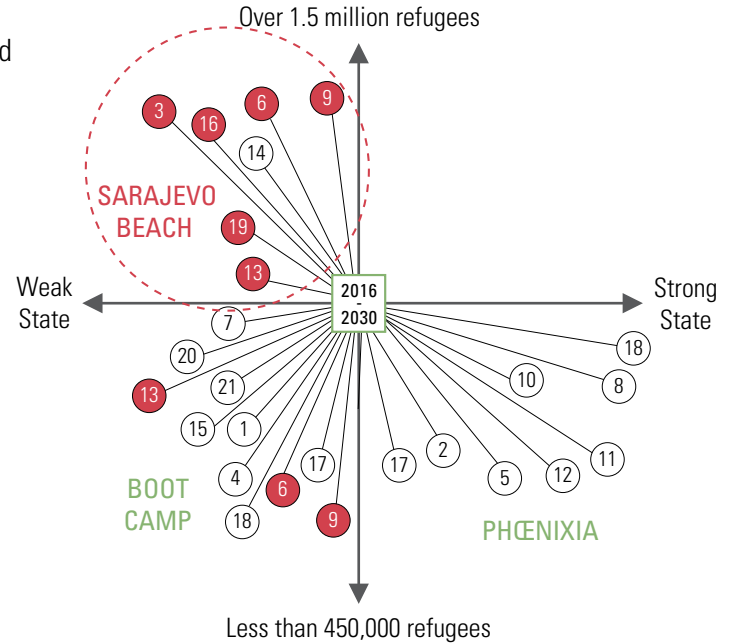 Over 1.5 million refugees
d
3
16
6
9
14
SARAJEVO
BEACH
19
13
Weak
State
2016
-
2030
Strong
State
7
20
13
21
15
1
4
18
6
17
9
17
2
5
12
11
10
8
18
BOOT
CAMP
PHŒNIXIA
Less than 450,000 refugees